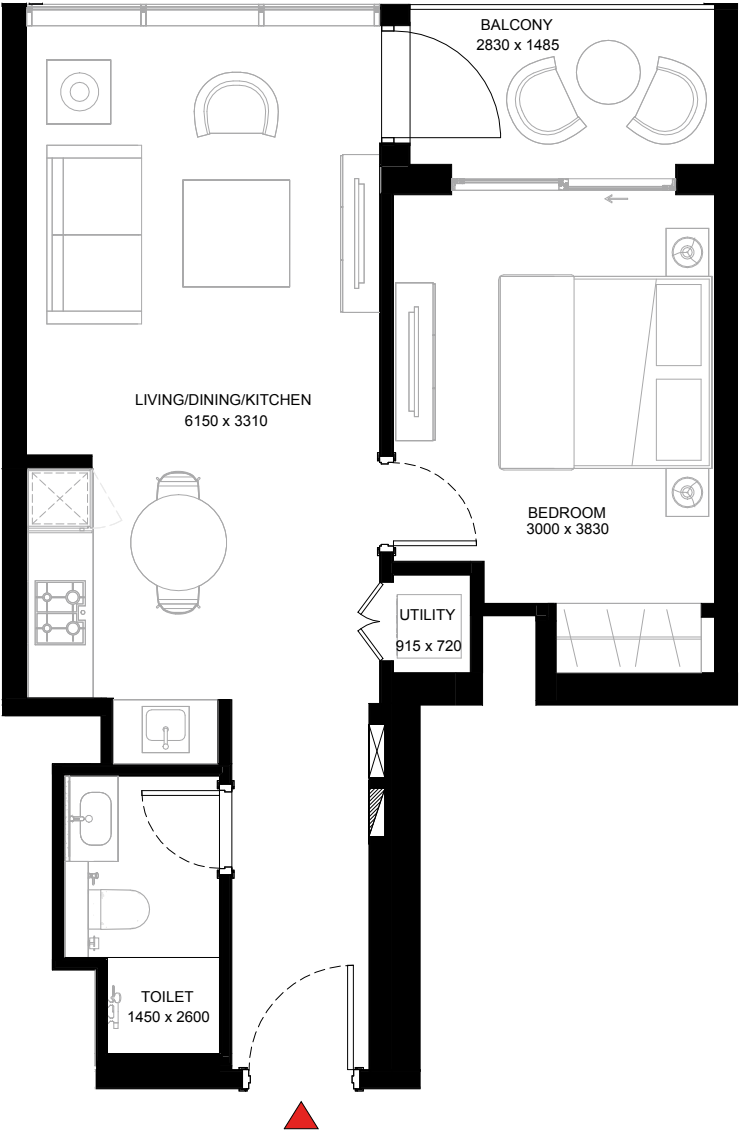 BALCONY
2830 x 1485
LIVING/DINING/KITCHEN
6150 x 3310
BEDROOM
3000 x 3830
UTILITY
915 x 720
TOILET
1450 x 2600